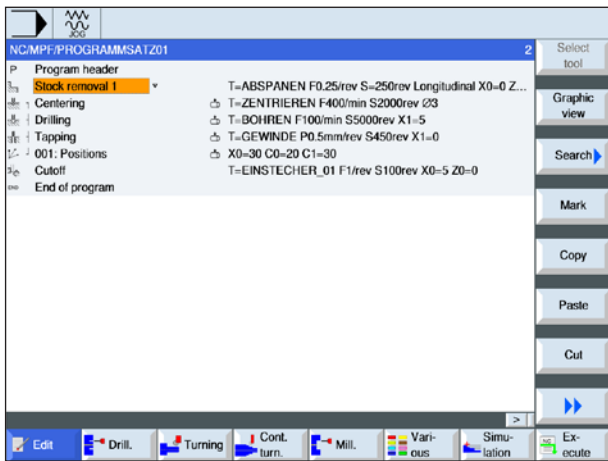 JOG
NC/MPF/PROGRAMMSATZ01 2
P Program header
Stock removal 1 T=ABSPANEN F0.25/rev S=250rev Longitudinal X0=0 Z...
Centering T=ZENTRIEREN F400/min S2000rev Ø3
Drilling T=BOHREN F100/min S5000rev X1=5
Tapping T=GEWINDE P0.5mm/rev S450rev X1=0
001: Positions X0=30 C0=20 C1=30
Cutoff T=EINSTECHER_01 F1/rev S100rev X0=5 Z0=0
END End of program
>
Select
tool
Graphic
view
Search
Mark
Copy
Paste
Cut
Edit
Drill.
Turning
Cont.
turn.
Mill.
Vari-
ous
Simu-
lation
NC
Ex-
ecute